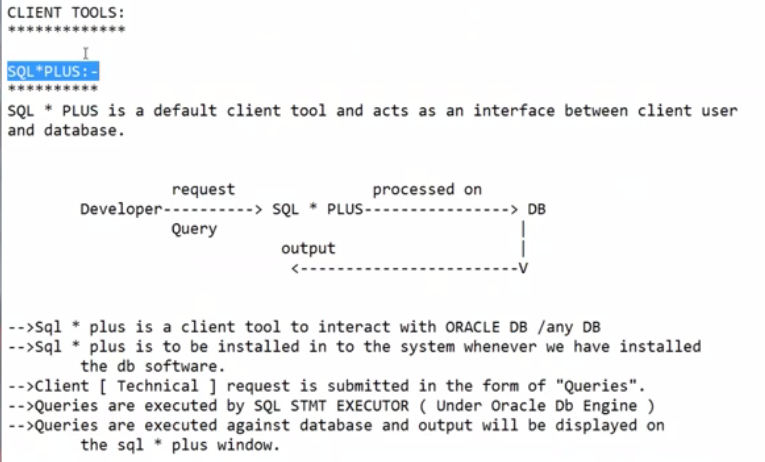 CLIENT TOOLS:
*************
SQL*PLUS:-
**********
SQL * PLUS is a default client tool and acts as an interface between client user
and database.
request processed on
Developer----------> SQL * PLUS----------------> DB
Query |
output |
<------------------------V
-->Sql * plus is a client tool to interact with ORACLE DB /any DB
-->Sql * plus is to be installed in to the system whenever we have installed
the db software.
-->Client [ Technical ] request is submitted in the form of "Queries".
-->Queries are executed by SQL STMT EXECUTOR ( Under Oracle Db Engine )
-->Queries are executed against database and output will be displayed on
the sql * plus window.